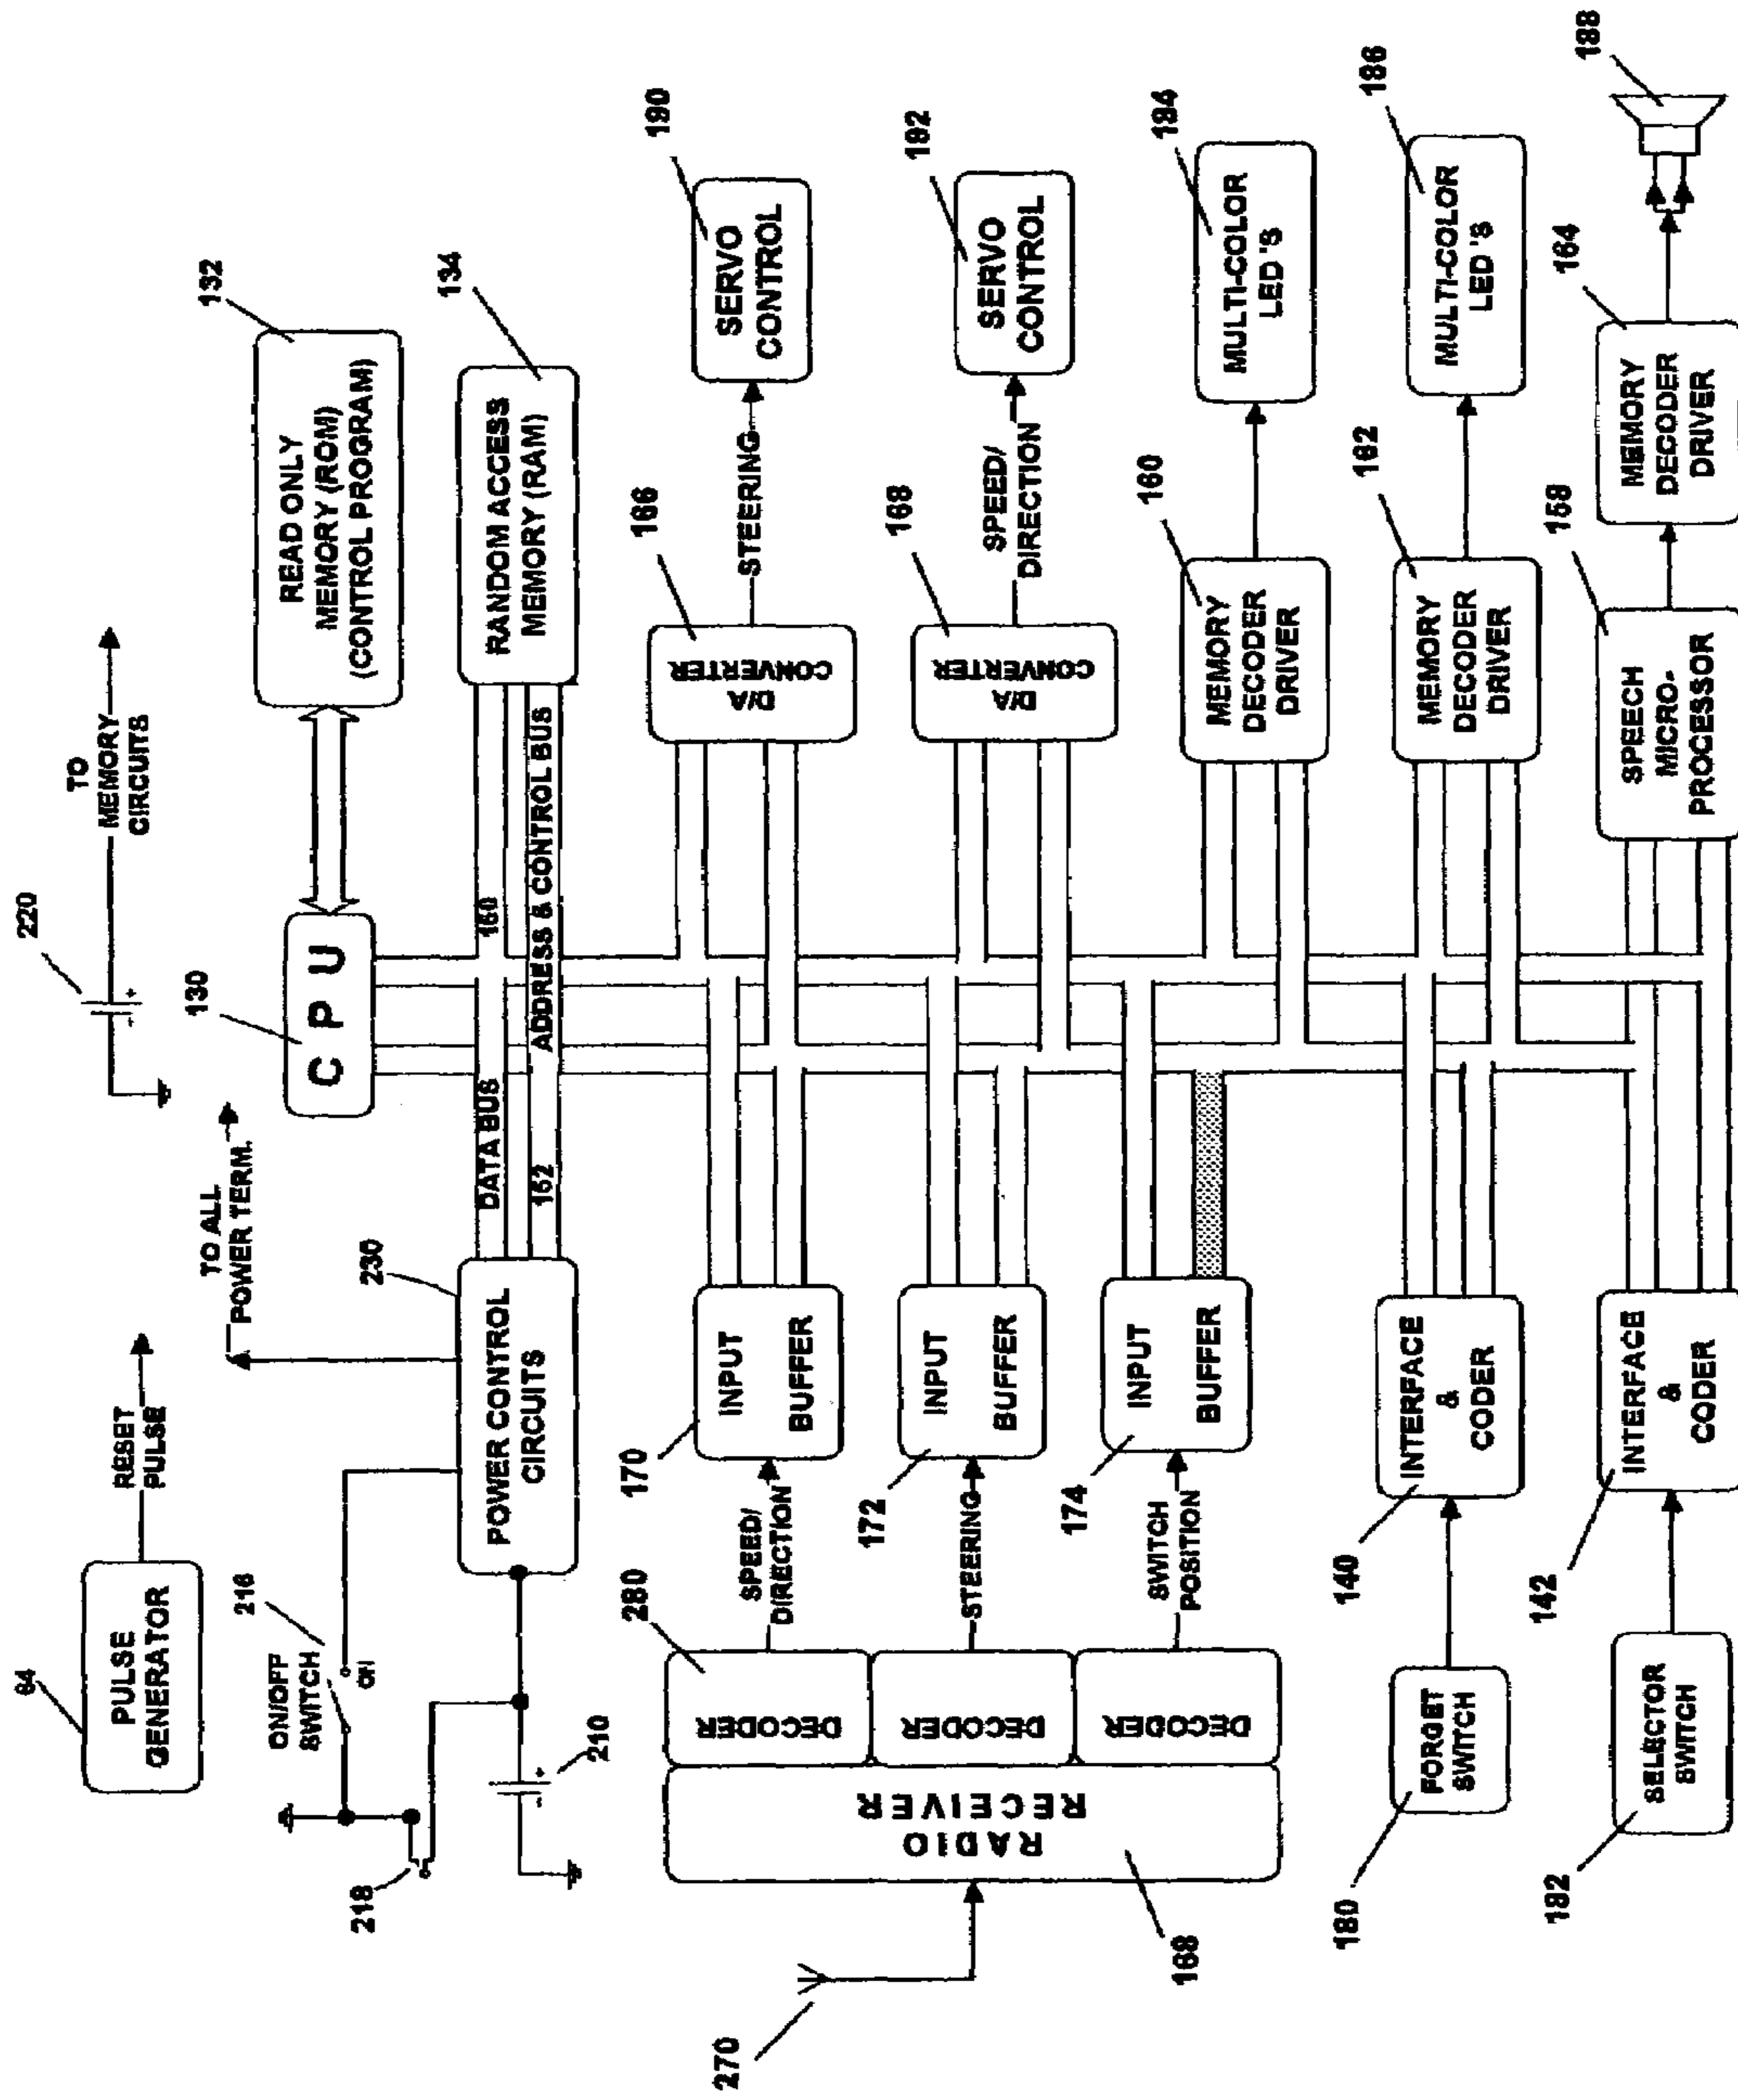 64
PULSE
GENERATOR
RESET
PULSE
220
TO
MEMORY
CIRCUITS
216
ON/OFF
SWITCH
ON
218
210
TO ALL
POWER TERM.
230
POWER CONTROL
CIRCUITS
130
C P U
132
READ ONLY
MEMORY (ROM)
(CONTROL PROGRAM)
DATA BUS
150
152
ADDRESS & CONTROL BUS
134
RANDOM ACCESS
MEMORY (RAM)
270
RADIO
RECEIVER
168
280
DECODER
DECODER
DECODER
SPEED/
DIRECTION
170
INPUT
BUFFER
166
D/A
CONVERTER
STEERING
190
SERVO
CONTROL
STEERING
172
INPUT
BUFFER
168
D/A
CONVERTER
SPEED/
DIRECTION
192
SERVO
CONTROL
SWITCH
POSITION
174
INPUT
BUFFER
160
MEMORY
DECODER
DRIVER
184
MULTI-COLOR
LED 'S
180
FORGET
SWITCH
140
INTERFACE
&
CODER
162
MEMORY
DECODER
DRIVER
186
MULTI-COLOR
LED 'S
182
SELECTOR
SWITCH
142
INTERFACE
&
CODER
158
SPEECH
MICRO-
PROCESSOR
164
MEMORY
DECODER
DRIVER
188